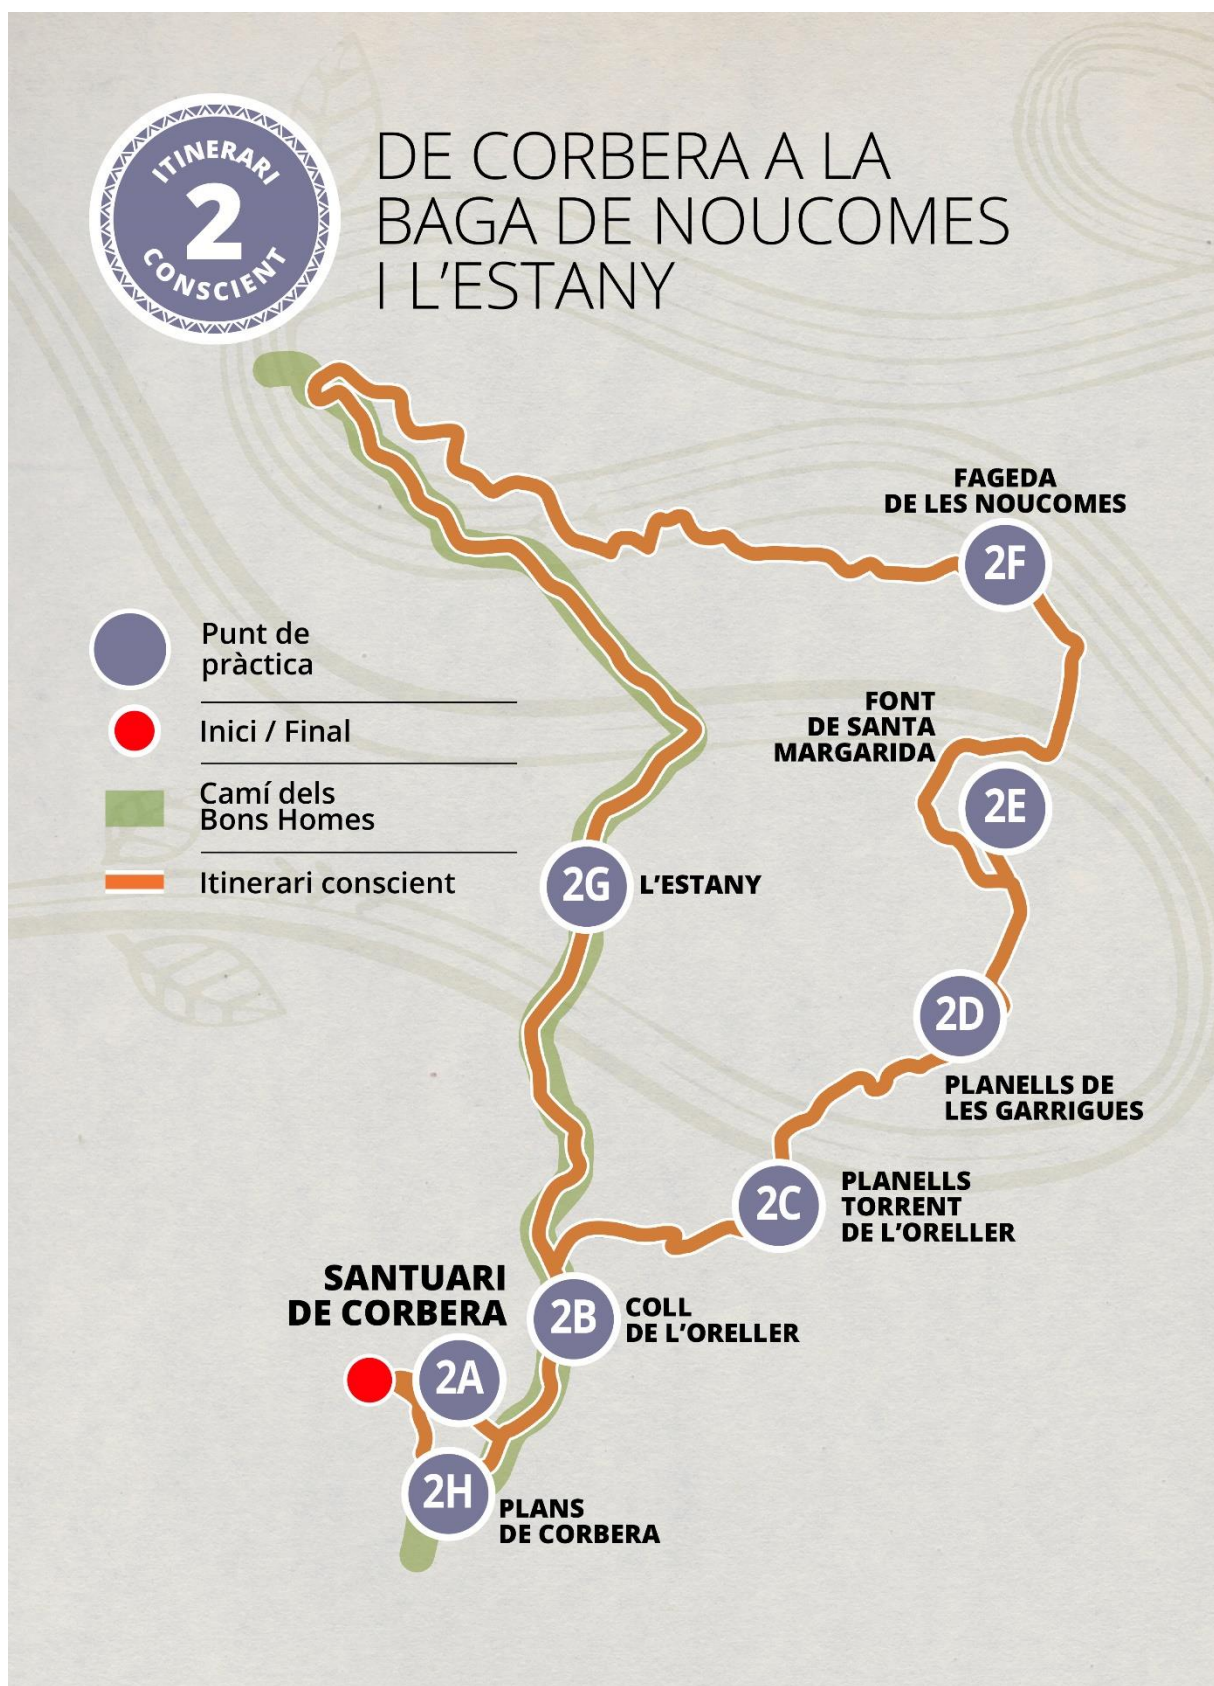 ITINERARI
2
CONSCIENT
DE CORBERA A LA
BAGA DE NOUCOMES
I L'ESTANY
FAGEDA
DE LES NOUCOMES
2F
Punt de
pràctica
Inici / Final
Camí dels
Bons Homes
Itinerari conscient
FONT
DE SANTA
MARGARIDA
2E
2G
L'ESTANY
2D
PLANELLS DE
LES GARRIGUES
2C
PLANELLS
TORRENT
DE L'ORELLER
SANTUARI
DE CORBERA
2B
COLL
DE L'ORELLER
2A
2H
PLANS
DE CORBERA